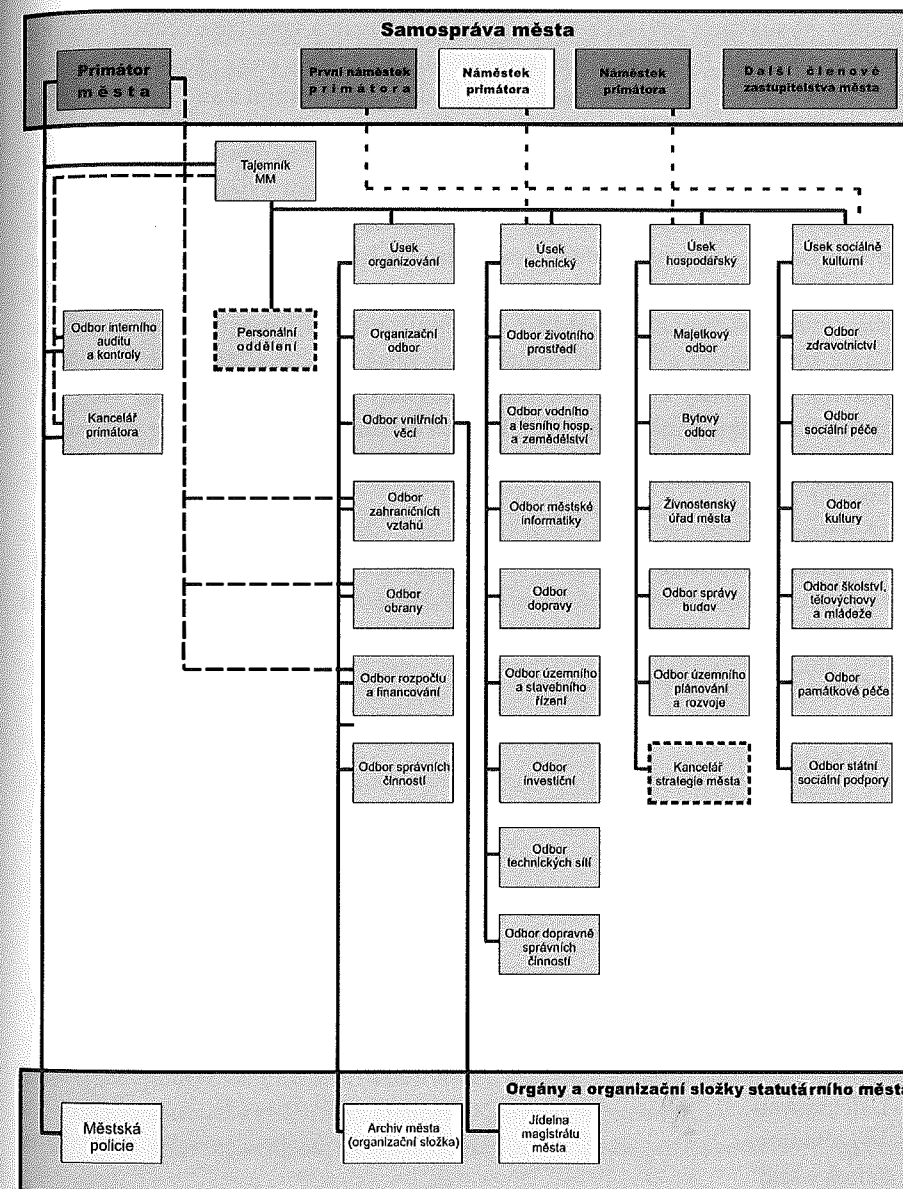 Samospráva města
Primátor
města
První náměstek
primátora
Náměstek
primátora
Náměstek
primátora
Další členové
zastupitelstva města
Tajemník
MM
Úsek
organizování
Úsek
technický
Úsek
hospodářský
Úsek sociálně
kulturní
Odbor interního
auditu
a kontroly
Personální
oddělení
Organizační
odbor
Odbor životního
prostředí
Majetkový
odbor
Odbor
zdravotnictví
Kancelář
primátora
Odbor vnitřních
věcí
Odbor vodního
a lesního hosp.
a zemědělství
Bytový
odbor
Odbor
sociální péče
Odbor
zahraničních
vztahů
Odbor městské
informatiky
Živnostenský
úřad města
Odbor
kultury
Odbor
obrany
Odbor
dopravy
Odbor správy
budov
Odbor školství,
tělovýchovy
a mládeže
Odbor rozpočtu
a financování
Odbor územního
a stavebního
řízení
Odbor územního
plánování
a rozvoje
Odbor
památkové péče
Odbor správních
činností
Odbor
investiční
Kancelář
strategie města
Odbor státní
sociální podpory
Odbor
technických sítí
Odbor dopravně
správních
činností
Orgány a organizační složky statutárního města
Městská
policie
Archiv města
(organizační složka)
Jídelna
magistrátu
města